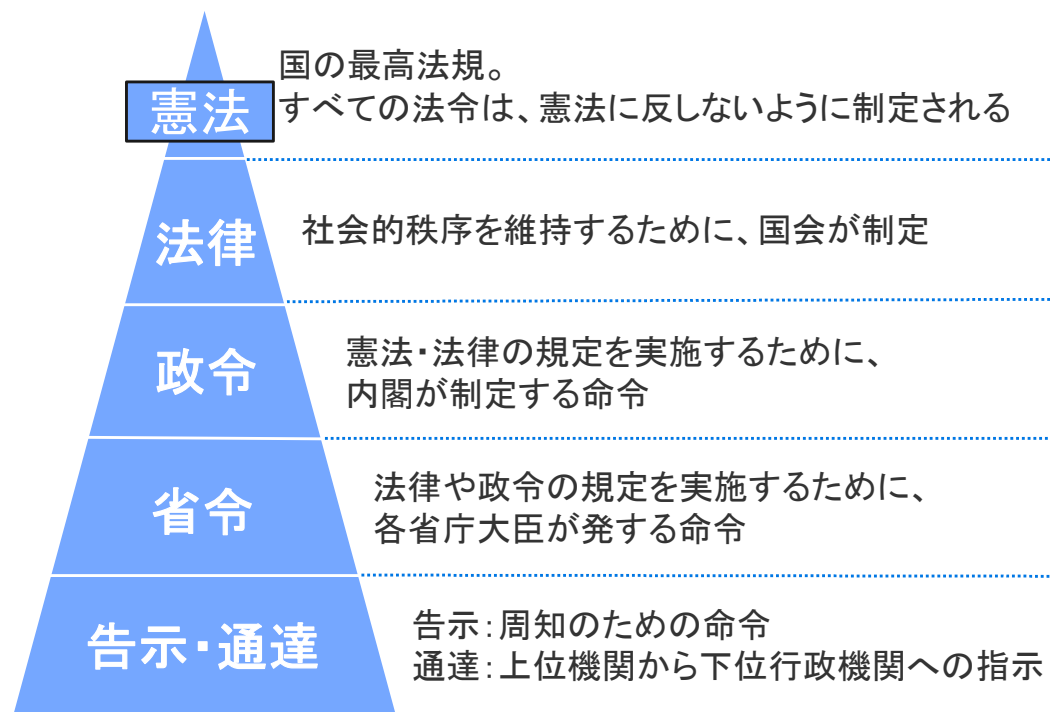 憲法
国の最高法規。
すべての法令は、憲法に反しないように制定される
法律
社会的秩序を維持するために、国会が制定
政令
憲法・法律の規定を実施するために、
内閣が制定する命令
省令
法律や政令の規定を実施するために、
各省庁大臣が発する命令
告示・通達
告示：周知のための命令
通達：上位機関から下位行政機関への指示